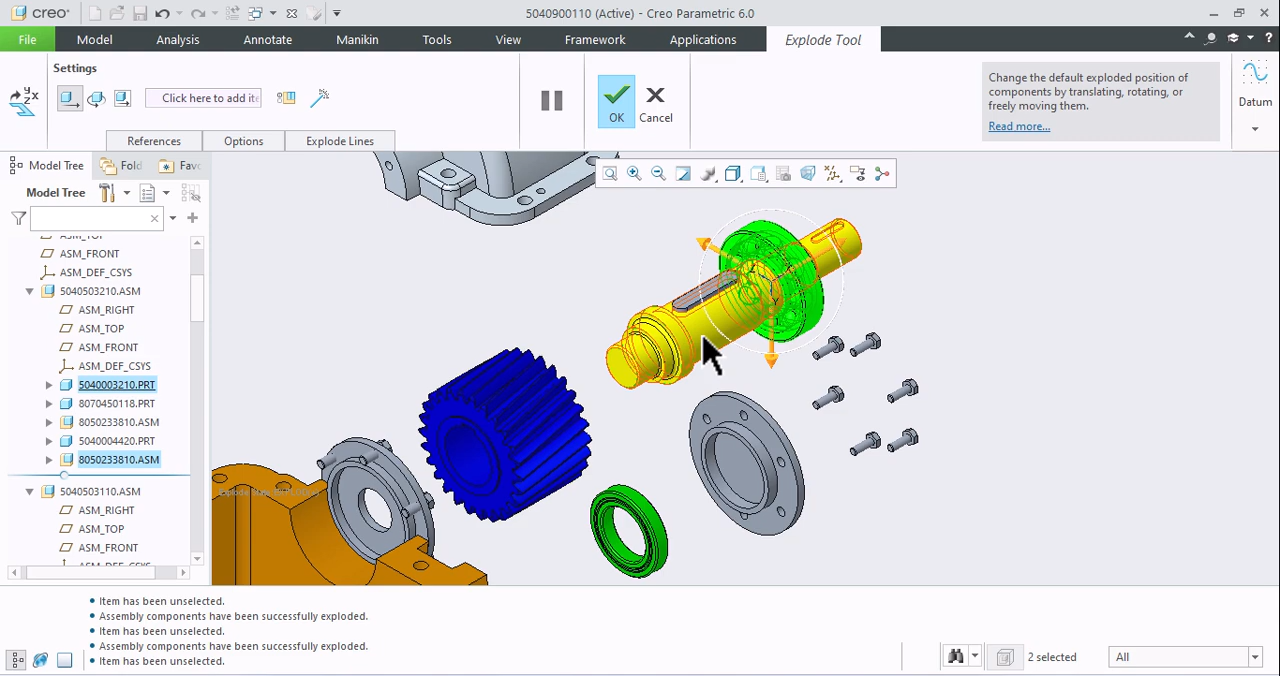 creo
5040900110 (Active) - Creo Parametric 6.0
File Model Analysis Annotate Manikin Tools View Framework Applications Explode Tool
Settings
Click here to add ite
OK Cancel
References Options Explode Lines
Change the default exploded position of
components by translating, rotating, or
freely moving them.
Read more...
Datum
Model Tree Fold Favo
Model Tree
ASM_TOP
ASM_FRONT
ASM_DEF_CSYS
5040503210.ASM
ASM_RIGHT
ASM_TOP
ASM_FRONT
ASM_DEF_CSYS
5040003210.PRT
8070450118.PRT
8050233810.ASM
5040004420.PRT
8050233810.ASM
5040503110.ASM
ASM_RIGHT
ASM_TOP
ASM_FRONT
ASM_DEF_CSYS
• Item has been unselected.
• Assembly components have been successfully exploded.
• Item has been unselected.
• Assembly components have been successfully exploded.
• Item has been unselected.
2 selected
All